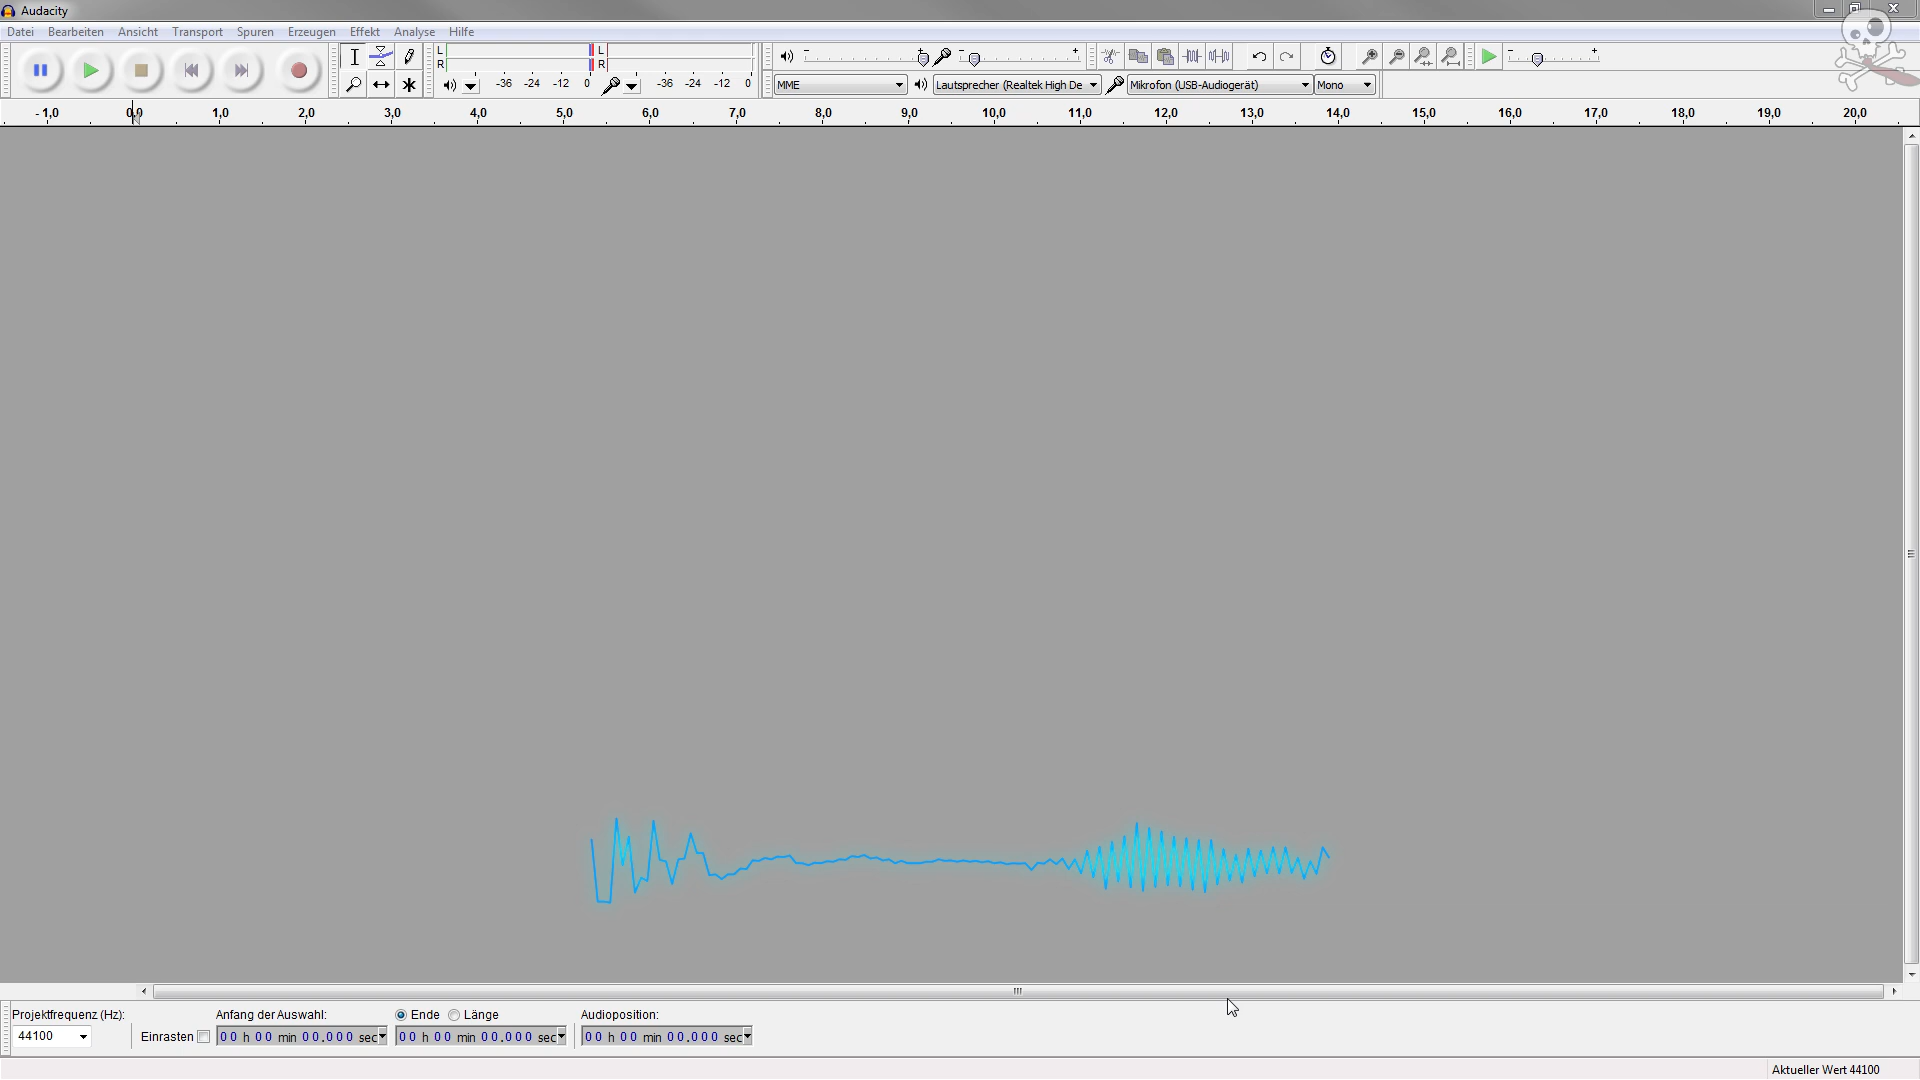 Audacity
Datei Bearbeiten Ansicht Transport Spuren Erzeugen Effekt Analyse Hilfe
L
R
-36 -24 -12 0
L
R
-36 -24 -12 0
- + - +
- +
MME
Lautsprecher (Realtek High De
Mikrofon (USB-Audiogerät)
Mono
- 1,0 0,0 1,0 2,0 3,0 4,0 5,0 6,0 7,0 8,0 9,0 10,0 11,0 12,0 13,0 14,0 15,0 16,0 17,0 18,0 19,0 20,0
Projektfrequenz (Hz): Anfang der Auswahl: Ende Länge Audioposition:
44100 Einrasten 00 h 00 min 00.000 sec 00 h 00 min 00.000 sec 00 h 00 min 00.000 sec
Aktueller Wert 44100